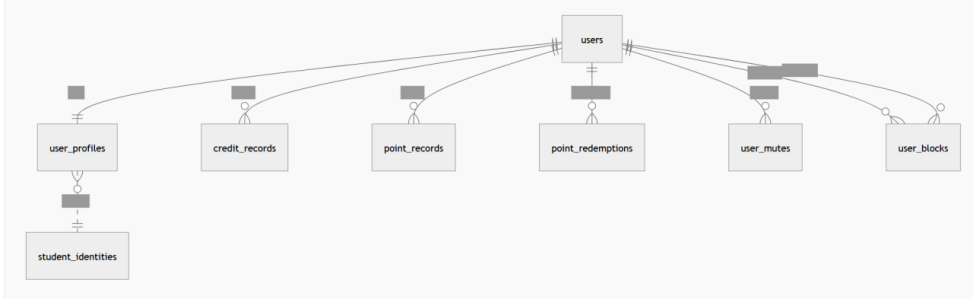 users
user_profiles
credit_records
point_records
point_redemptions
user_mutes
user_blocks
student_identities